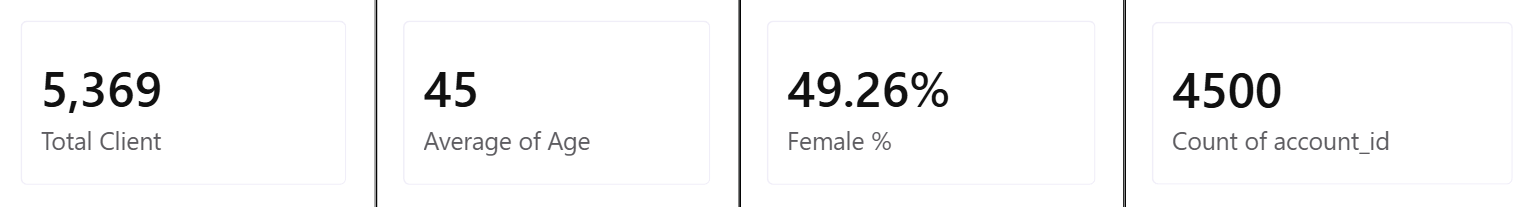 5,369
Total Client
45
Average of Age
49.26%
Female %
4500
Count of account_id